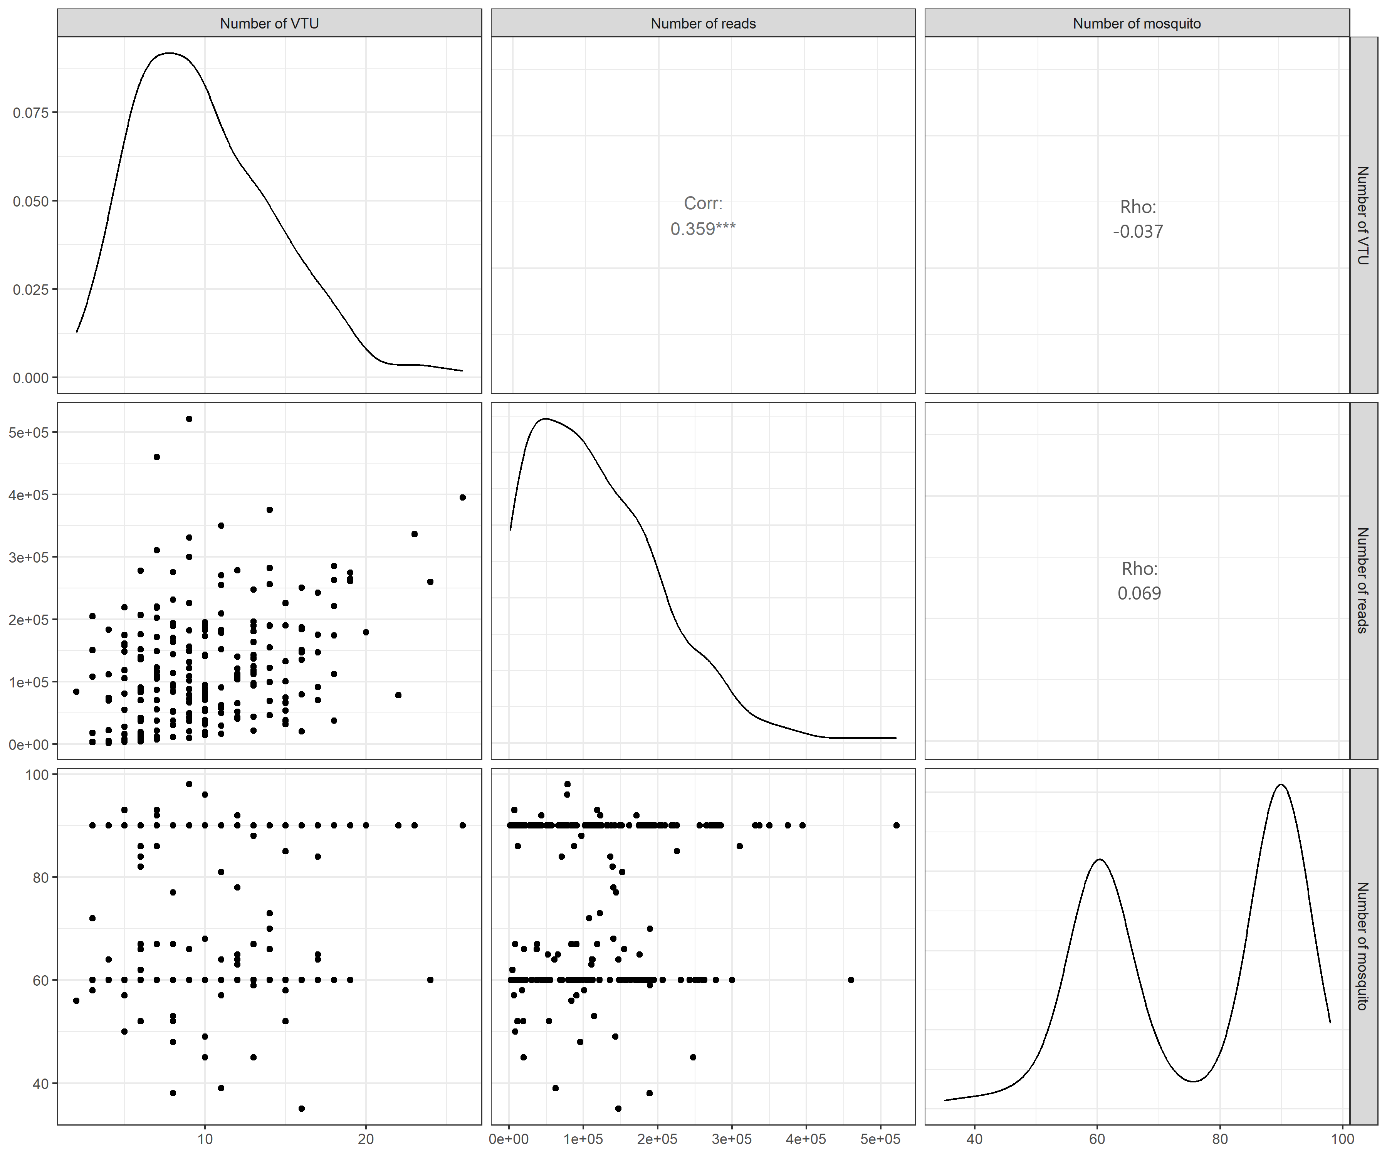 Number of VTU
Number of reads
Number of mosquito
0.075
0.050
0.025
0.000
Corr:
0.359***
Rho:
-0.037
Number of VTU
5e+05
4e+05
3e+05
2e+05
1e+05
0e+00
Rho:
0.069
Number of reads
100
80
60
40
Number of mosquito
10
20
0e+00
1e+05
2e+05
3e+05
4e+05
5e+05
40
60
80
100